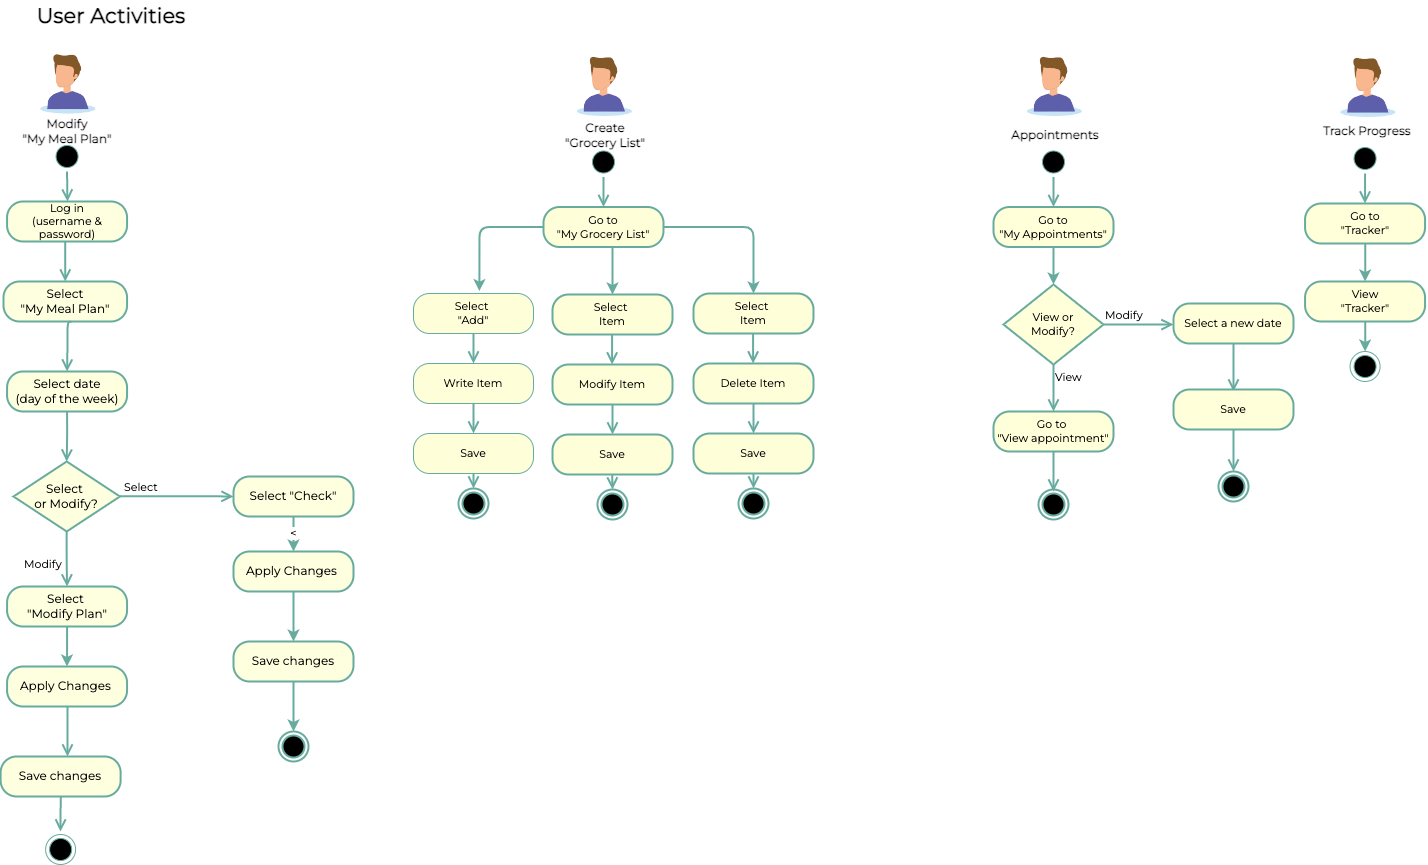 User Activities
Modify
"My Meal Plan"
Log in
(username &
password)
Select
"My Meal Plan"
Select date
(day of the week)
Select
or Modify?
Select
Modify
Select "Check"
<
Apply Changes
Save changes
Select
"Modify Plan"
Apply Changes
Save changes
Create
"Grocery List"
Go to
"My Grocery List"
Select
"Add"
Write Item
Save
Select
Item
Modify Item
Save
Select
Item
Delete Item
Save
Appointments
Go to
"My Appointments"
View or
Modify?
Modify
View
Select a new date
Save
Go to
"View appointment"
Track Progress
Go to
"Tracker"
View
"Tracker"